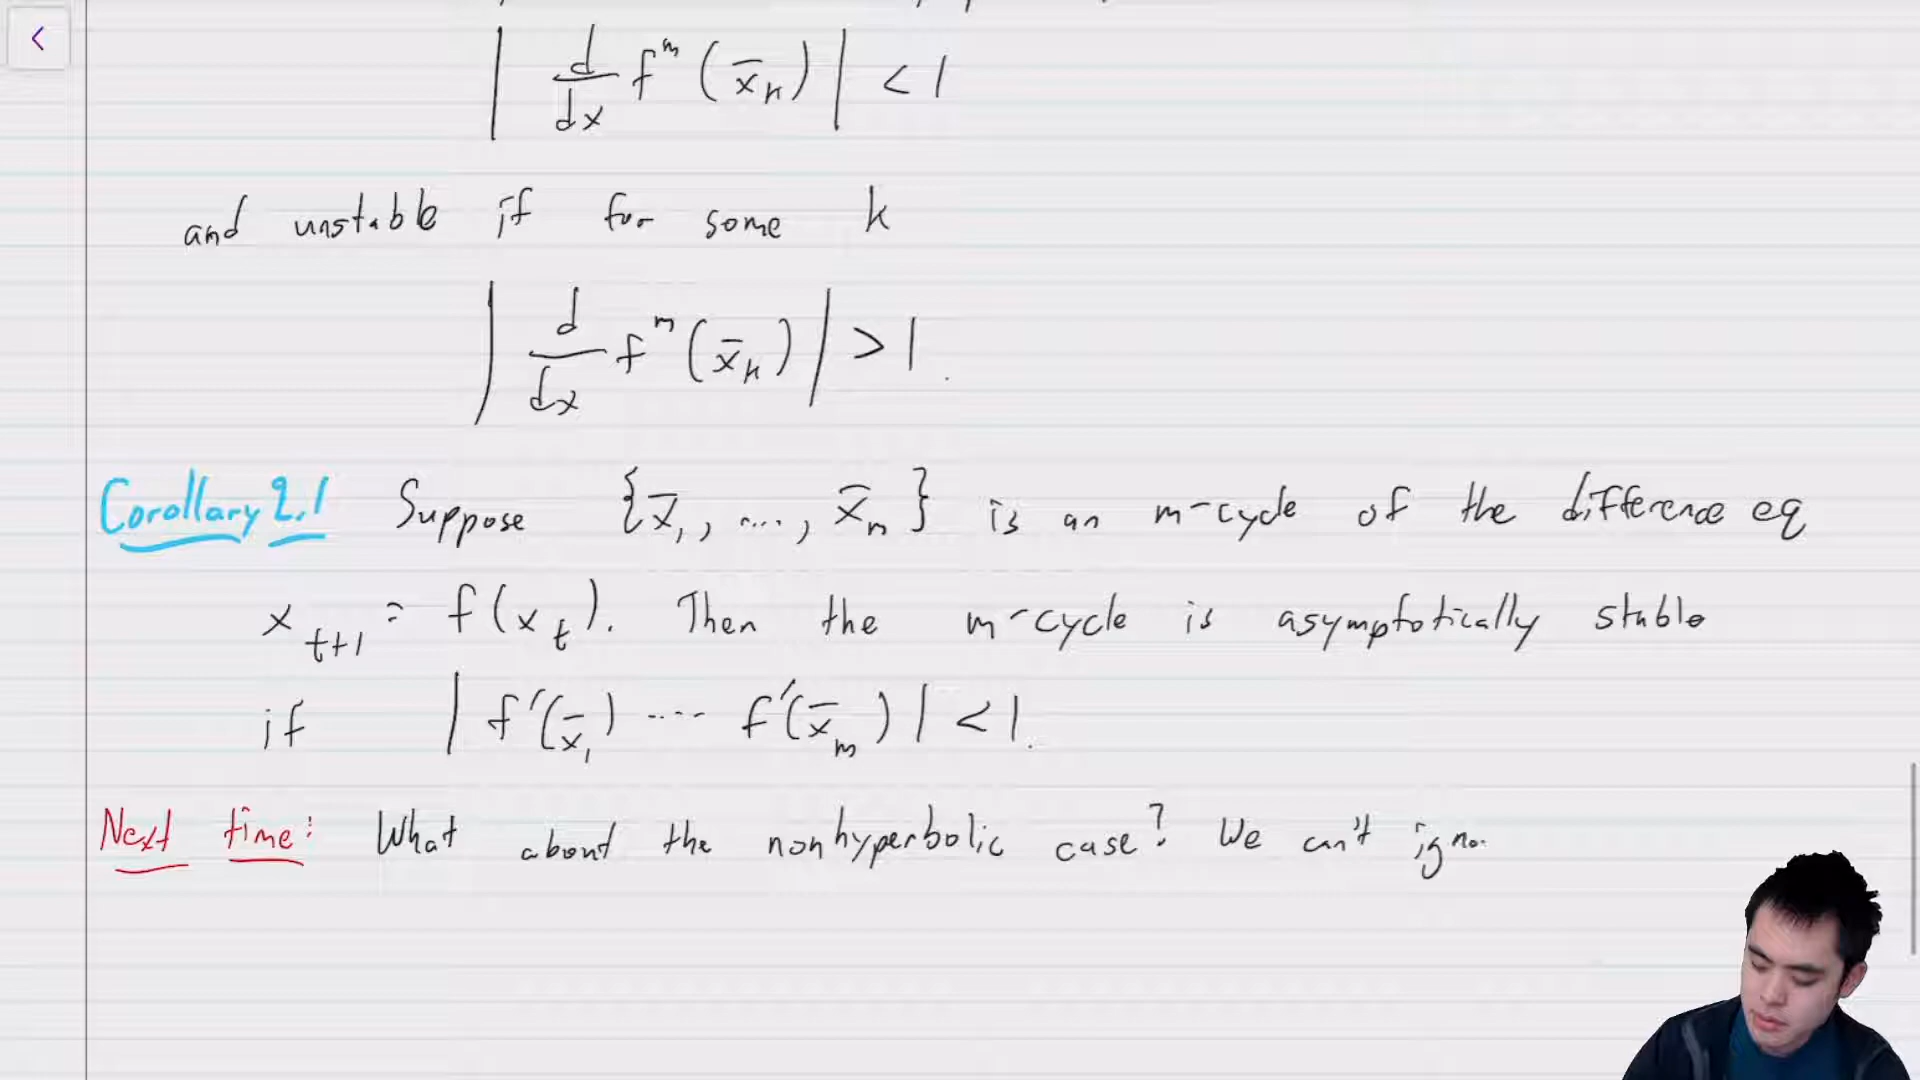 | d/dx f^m (x̄_k) | < 1
and unstable if for some k
| d/dx f^m (x̄_k) | > 1.
Corollary 2.1 Suppose {x̄_1, ..., x̄_m} is an m-cycle of the difference eq
x_{t+1} = f(x_t). Then the m-cycle is asymptotically stable
if | f'(x̄_1) ···· f'(x̄_m) | < 1.
Next time: What about the nonhyperbolic case? We can't